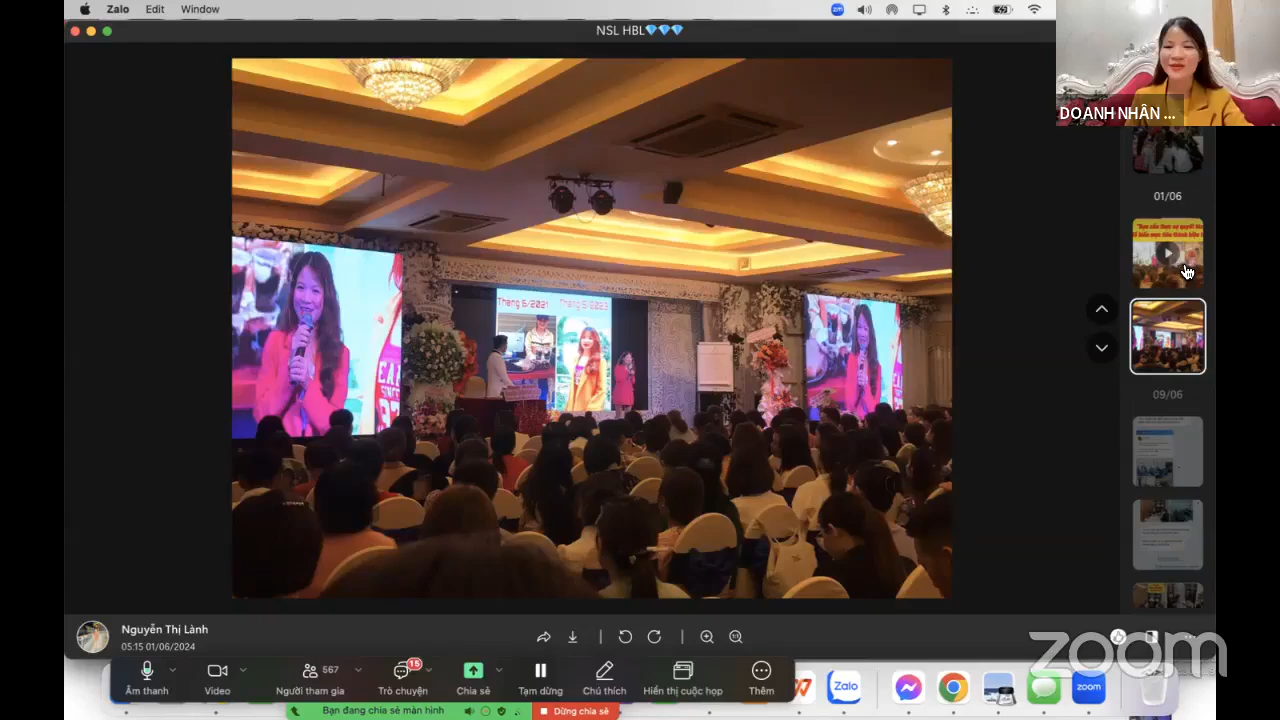 Zalo Edit Window
zm
NSL HBL💎💎💎
DOANH NHÂN ...
01/06
Tháng 6/2021 Tháng 5/2023
09/06
Nguyễn Thị Lành
05:15 01/06/2024
1:1
zoom
567
15
Âm thanh Video Người tham gia Trò chuyện Chia sẻ Tạm dừng Chú thích Hiển thị cuộc họp Thêm
Zalo
zoom
Bạn đang chia sẻ màn hình
Dừng chia sẻ